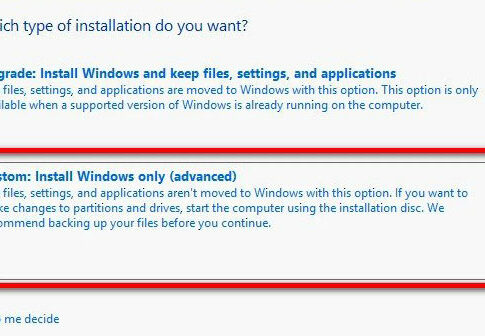 ich type of installation do you want?
grade: Install Windows and keep files, settings, and applications
files, settings, and applications are moved to Windows with this option. This option is only
ilable when a supported version of Windows is already running on the computer.
stom: Install Windows only (advanced)
files, settings, and applications aren't moved to Windows with this option. If you want to
ke changes to partitions and drives, start the computer using the installation disc. We
ommend backing up your files before you continue.
me decide